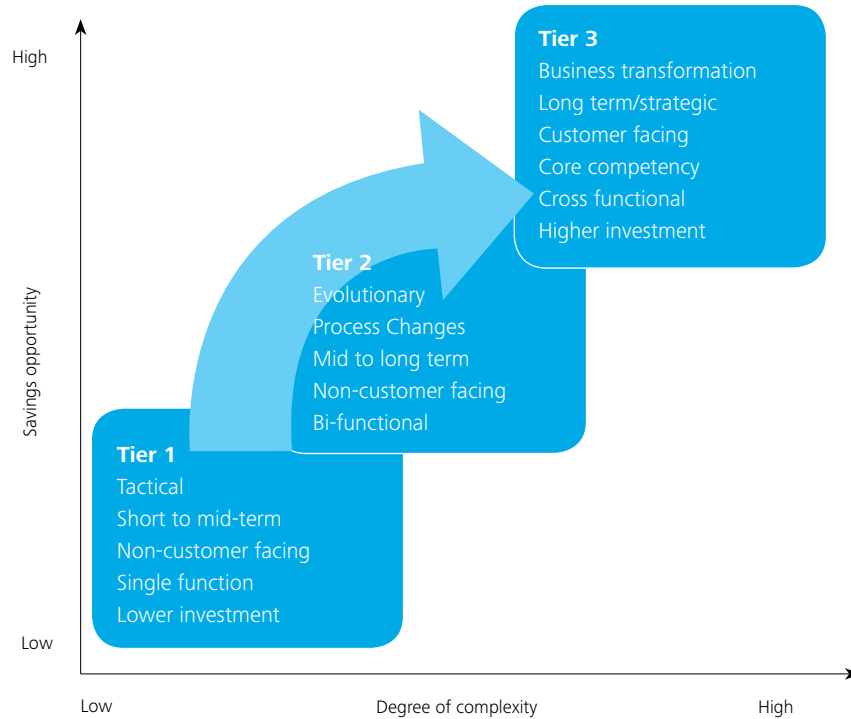 High
Savings opportunity
Low
Tier 1
Tactical
Short to mid-term
Non-customer facing
Single function
Lower investment
Tier 2
Evolutionary
Process Changes
Mid to long term
Non-customer facing
Bi-functional
Tier 3
Business transformation
Long term/strategic
Customer facing
Core competency
Cross functional
Higher investment
Low
Degree of complexity
High